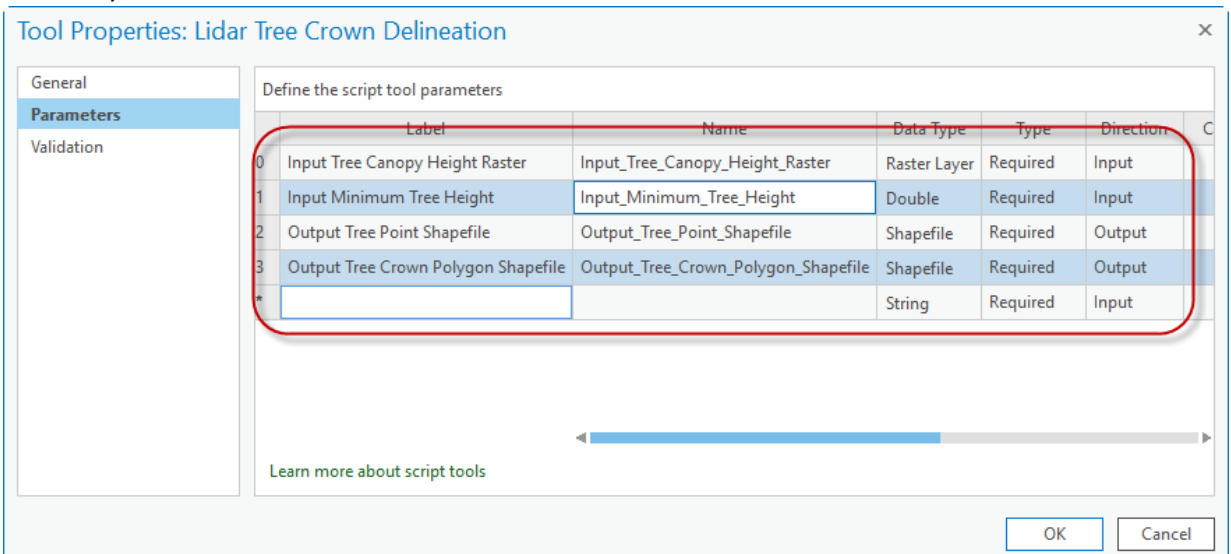 Tool Properties: Lidar Tree Crown Delineation ×
General
Parameters
Validation
Define the script tool parameters
Label Name Data Type Type Direction C
0 Input Tree Canopy Height Raster Input_Tree_Canopy_Height_Raster Raster Layer Required Input
1 Input Minimum Tree Height Input_Minimum_Tree_Height Double Required Input
2 Output Tree Point Shapefile Output_Tree_Point_Shapefile Shapefile Required Output
3 Output Tree Crown Polygon Shapefile Output_Tree_Crown_Polygon_Shapefile Shapefile Required Output
* String Required Input
Learn more about script tools
OK Cancel